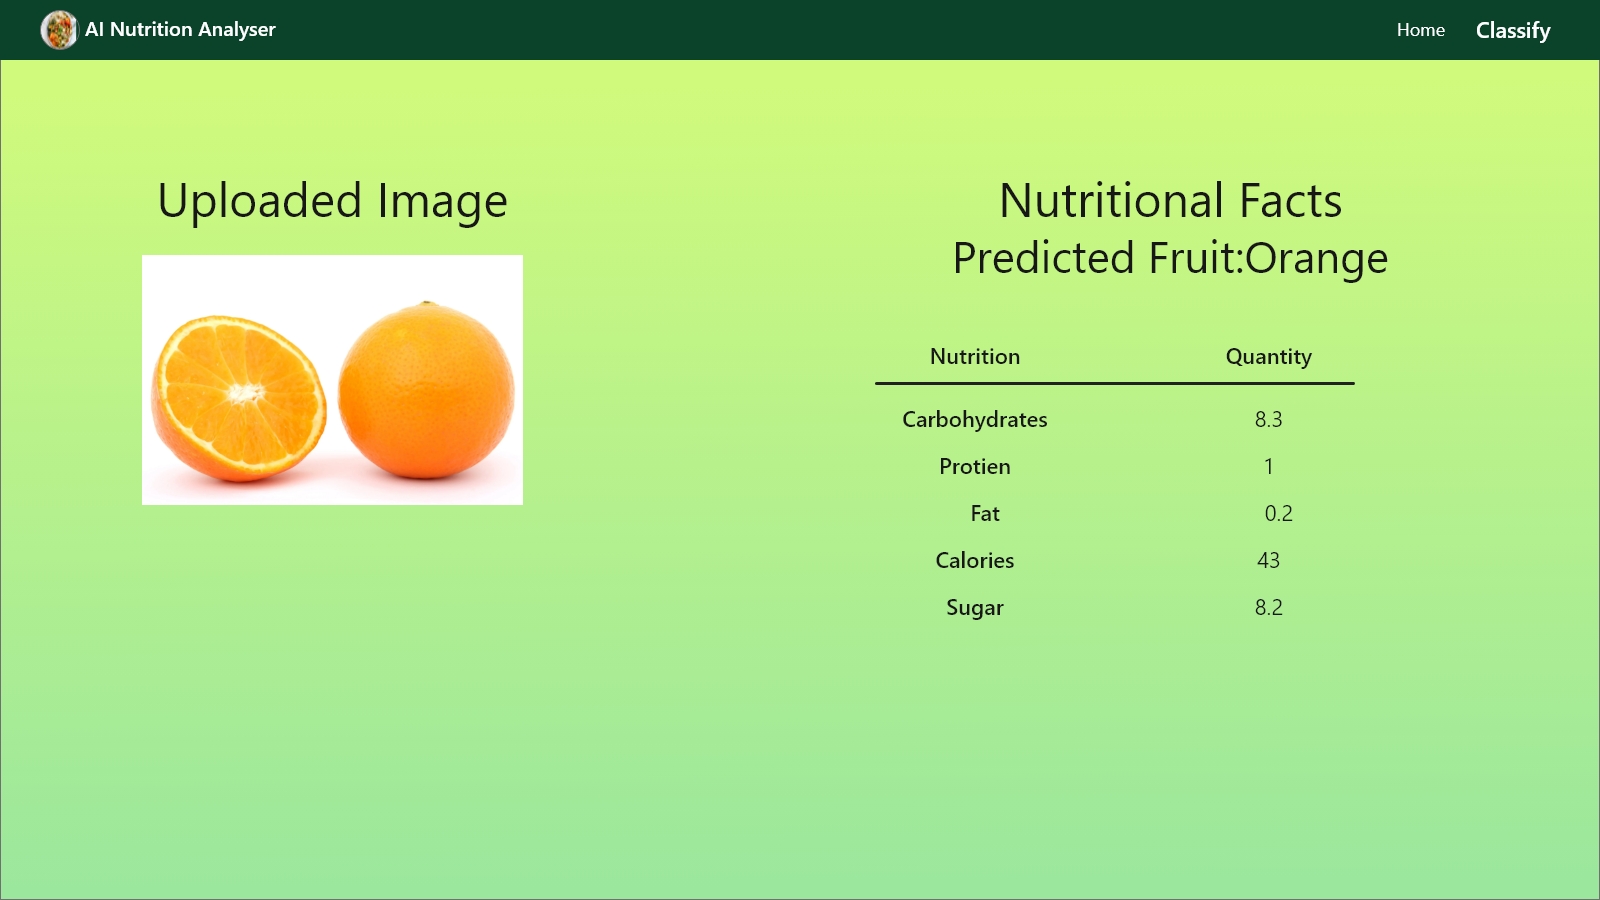 AI Nutrition Analyser
Home
Classify
Uploaded Image
Nutritional Facts
Predicted Fruit:Orange
Nutrition Quantity
Carbohydrates 8.3
Protien 1
Fat 0.2
Calories 43
Sugar 8.2